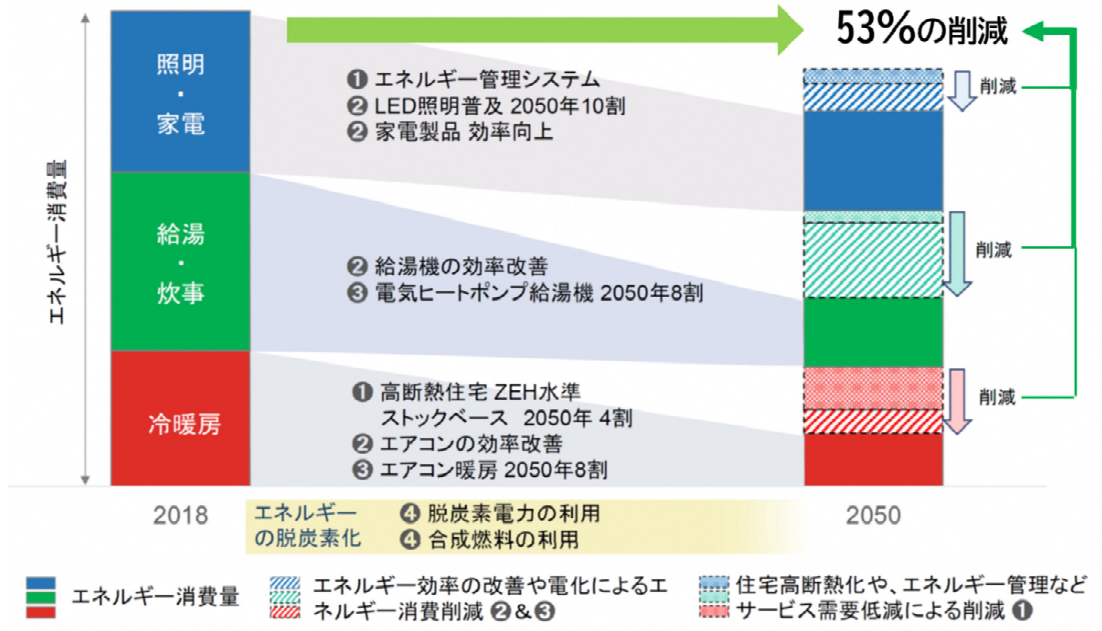 53%の削減
照明
・
家電
❶ エネルギー管理システム
❷ LED照明普及 2050年10割
❷ 家電製品 効率向上
削減
エネルギー消費量
給湯
・
炊事
❷ 給湯機の効率改善
❸ 電気ヒートポンプ給湯機 2050年8割
削減
冷暖房
❶ 高断熱住宅 ZEH水準
ストックベース 2050年 4割
❷ エアコンの効率改善
❸ エアコン暖房 2050年8割
削減
2018
エネルギー
の脱炭素化
❹ 脱炭素電力の利用
❹ 合成燃料の利用
2050
エネルギー消費量
エネルギー効率の改善や電化によるエ
ネルギー消費削減 ❷&❸
住宅高断熱化や、エネルギー管理など
サービス需要低減による削減 ❶